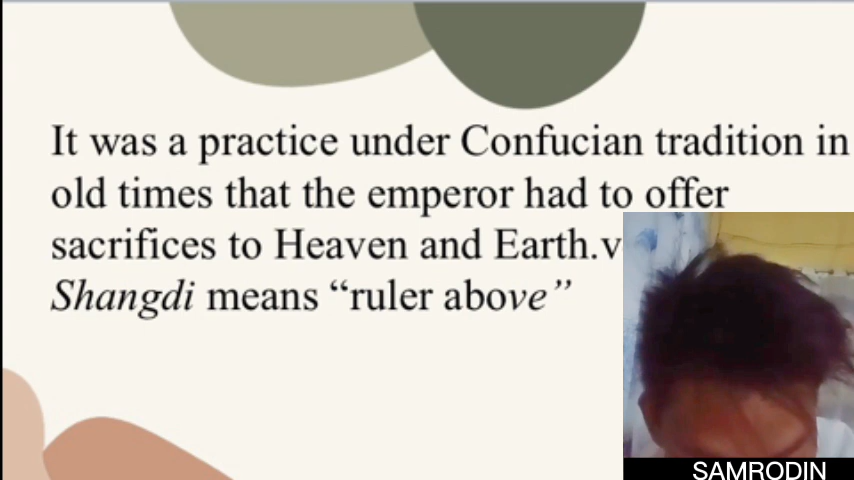 It was a practice under Confucian tradition in
old times that the emperor had to offer
sacrifices to Heaven and Earth.v
Shangdi means “ruler above”
SAMRODIN